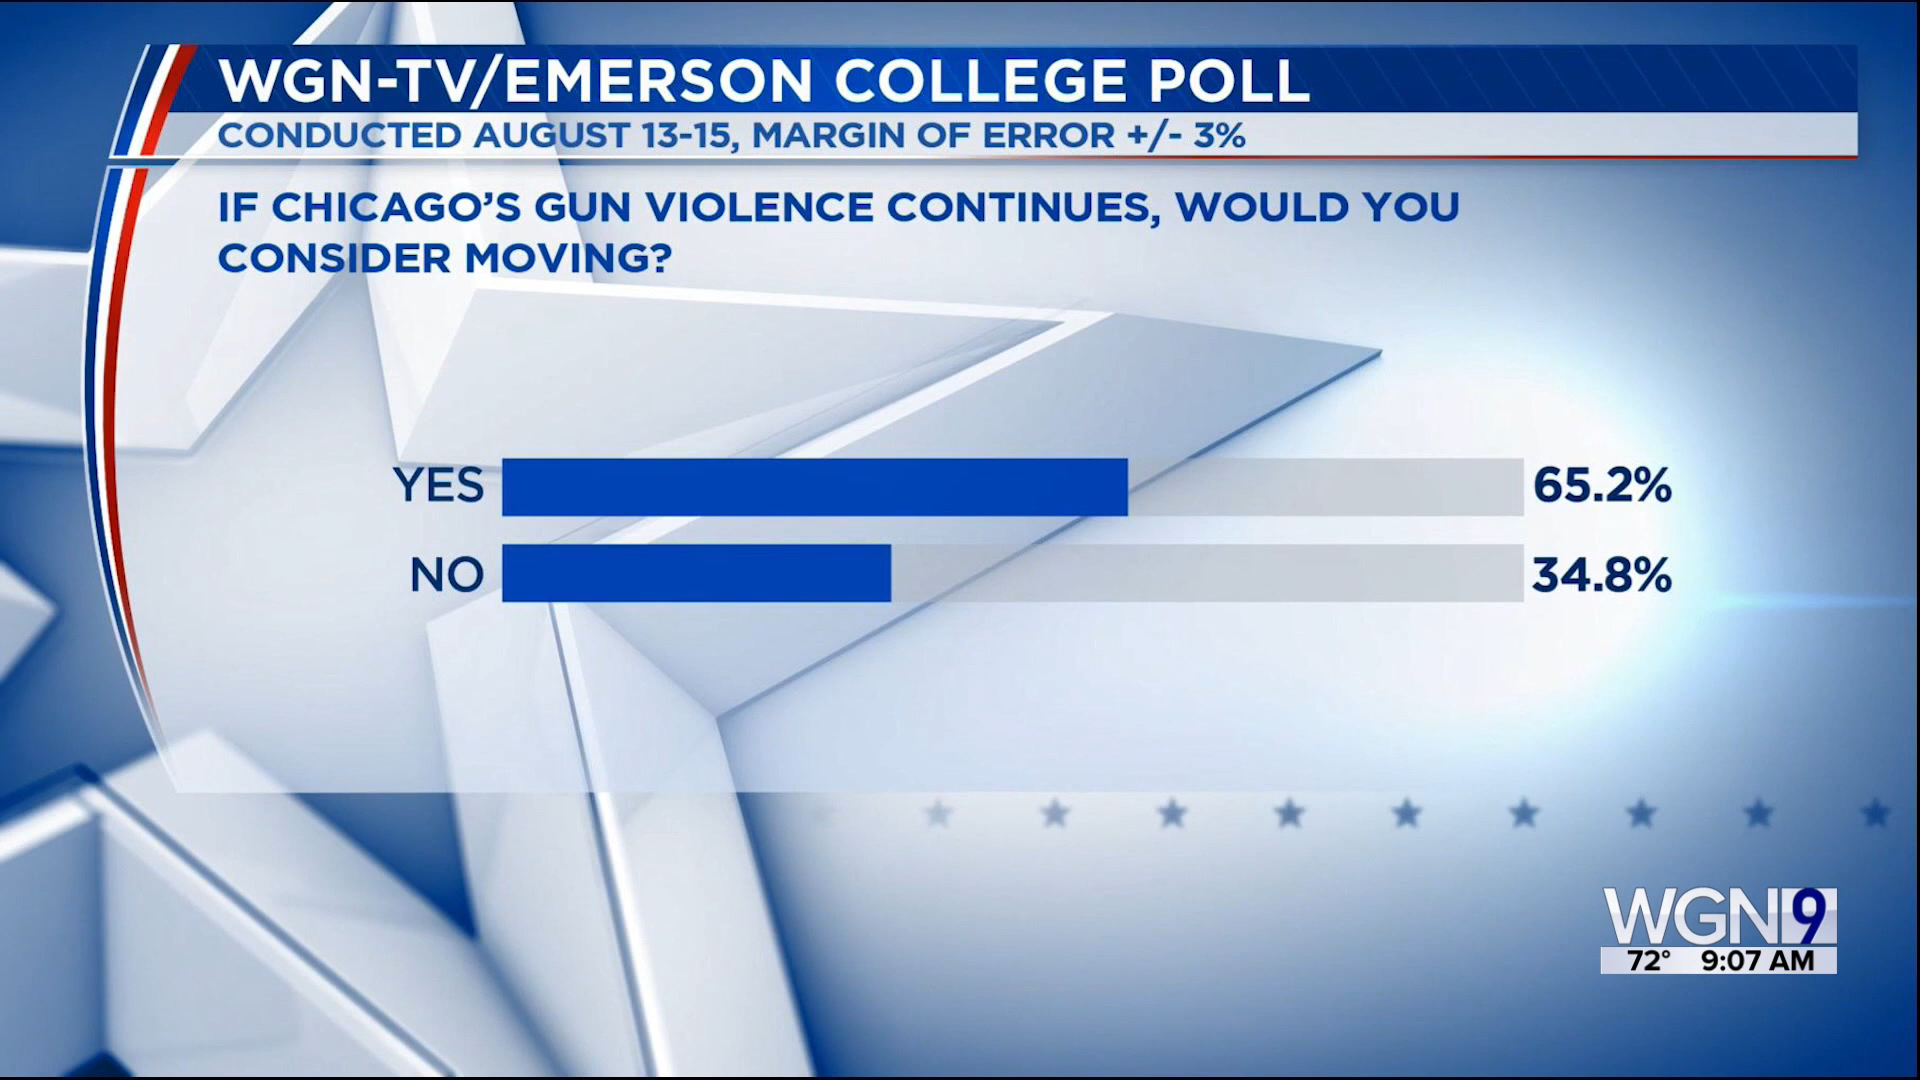 WGN-TV/EMERSON COLLEGE POLL
CONDUCTED AUGUST 13-15, MARGIN OF ERROR +/- 3%
IF CHICAGO'S GUN VIOLENCE CONTINUES, WOULD YOU
CONSIDER MOVING?
YES 65.2%
NO 34.8%
WGN9
72° 9:07 AM